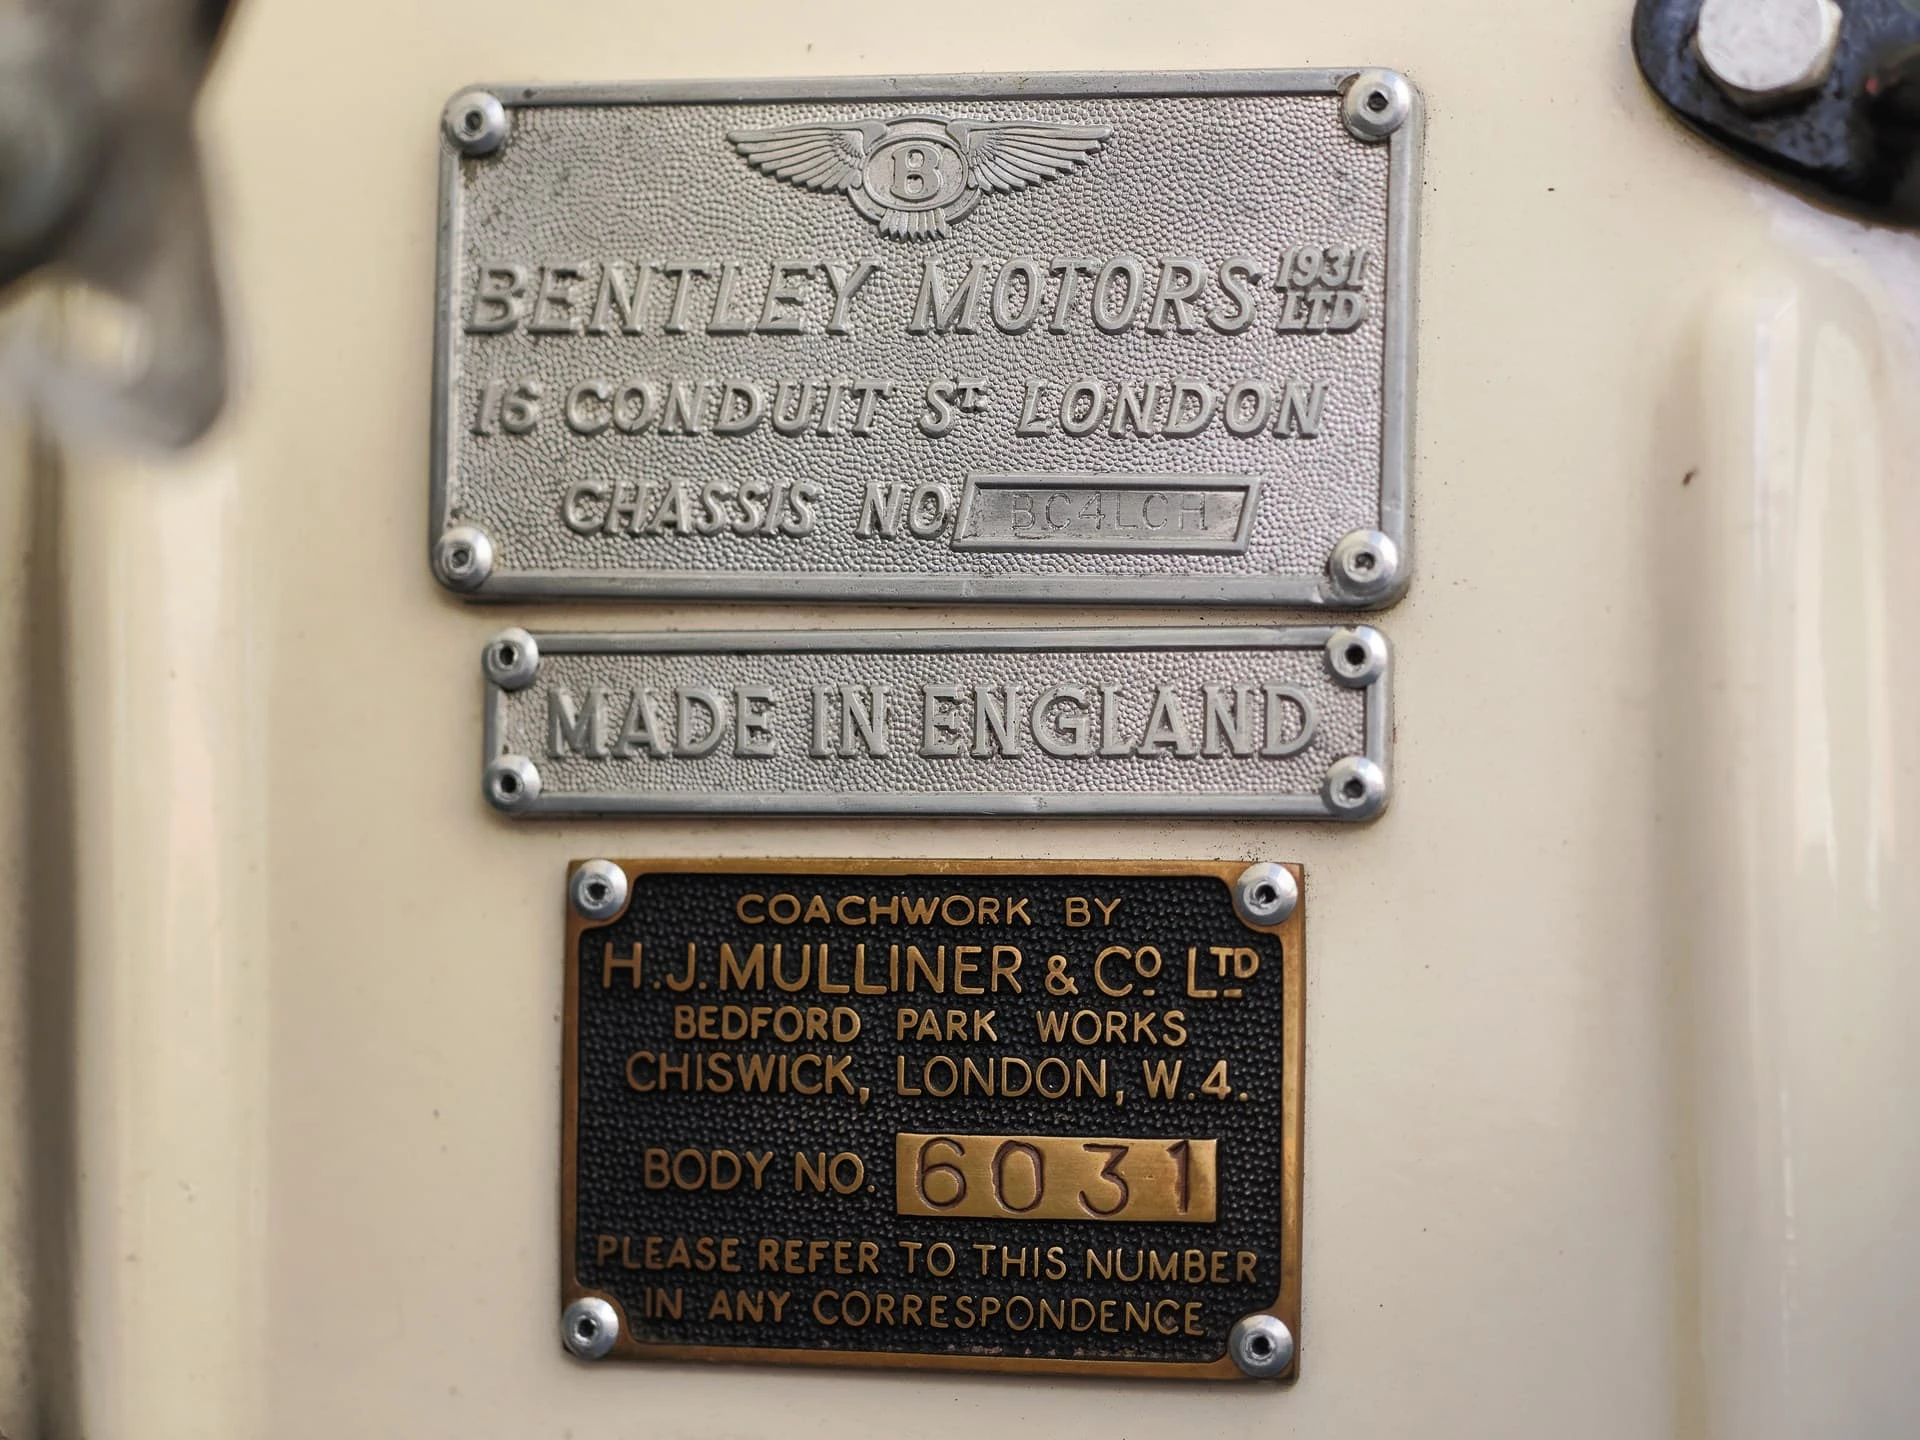 B
BENTLEY MOTORS 1931 LTD
16 CONDUIT ST LONDON
CHASSIS NO BC4LCH
MADE IN ENGLAND
COACHWORK BY
H.J.MULLINER & CO LTD
BEDFORD PARK WORKS
CHISWICK, LONDON, W.4.
BODY NO. 6031
PLEASE REFER TO THIS NUMBER
IN ANY CORRESPONDENCE